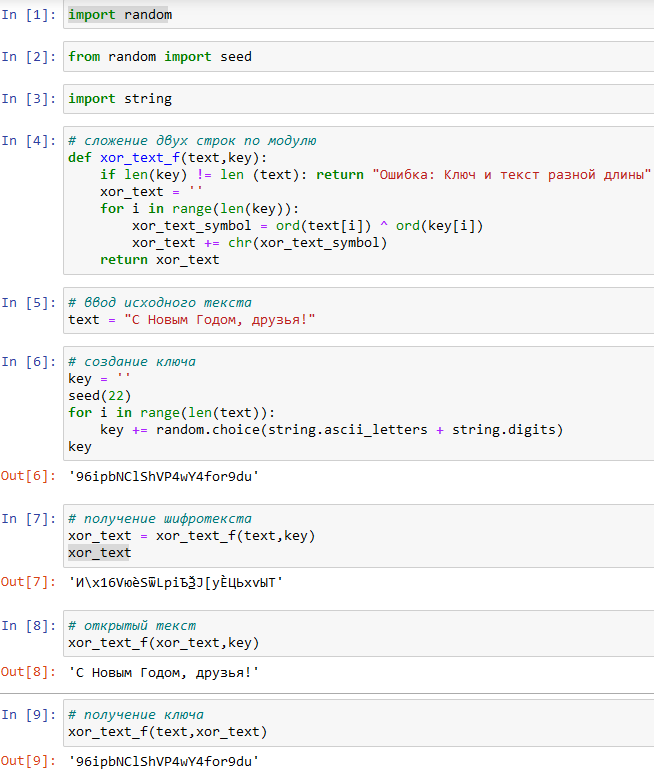 In [1]: import random
In [2]: from random import seed
In [3]: import string
In [4]: # сложение двух строк по модулю
def xor_text_f(text,key):
    if len(key) != len (text): return "Ошибка: Ключ и текст разной длины"
    xor_text = ''
    for i in range(len(key)):
        xor_text_symbol = ord(text[i]) ^ ord(key[i])
        xor_text += chr(xor_text_symbol)
    return xor_text
In [5]: # ввод исходного текста
text = "С Новым Годом, друзья!"
In [6]: # создание ключа
key = ''
seed(22)
for i in range(len(text)):
    key += random.choice(string.ascii_letters + string.digits)
key
Out[6]: '96ipbNClShVP4wY4for9du'
In [7]: # получение шифротекста
xor_text = xor_text_f(text,key)
xor_text
Out[7]:
In [8]: # открытый текст
xor_text_f(xor_text,key)
Out[8]: 'С Новым Годом, друзья!'
In [9]: # получение ключа
xor_text_f(text,xor_text)
Out[9]: '96ipbNClShVP4wY4for9du'